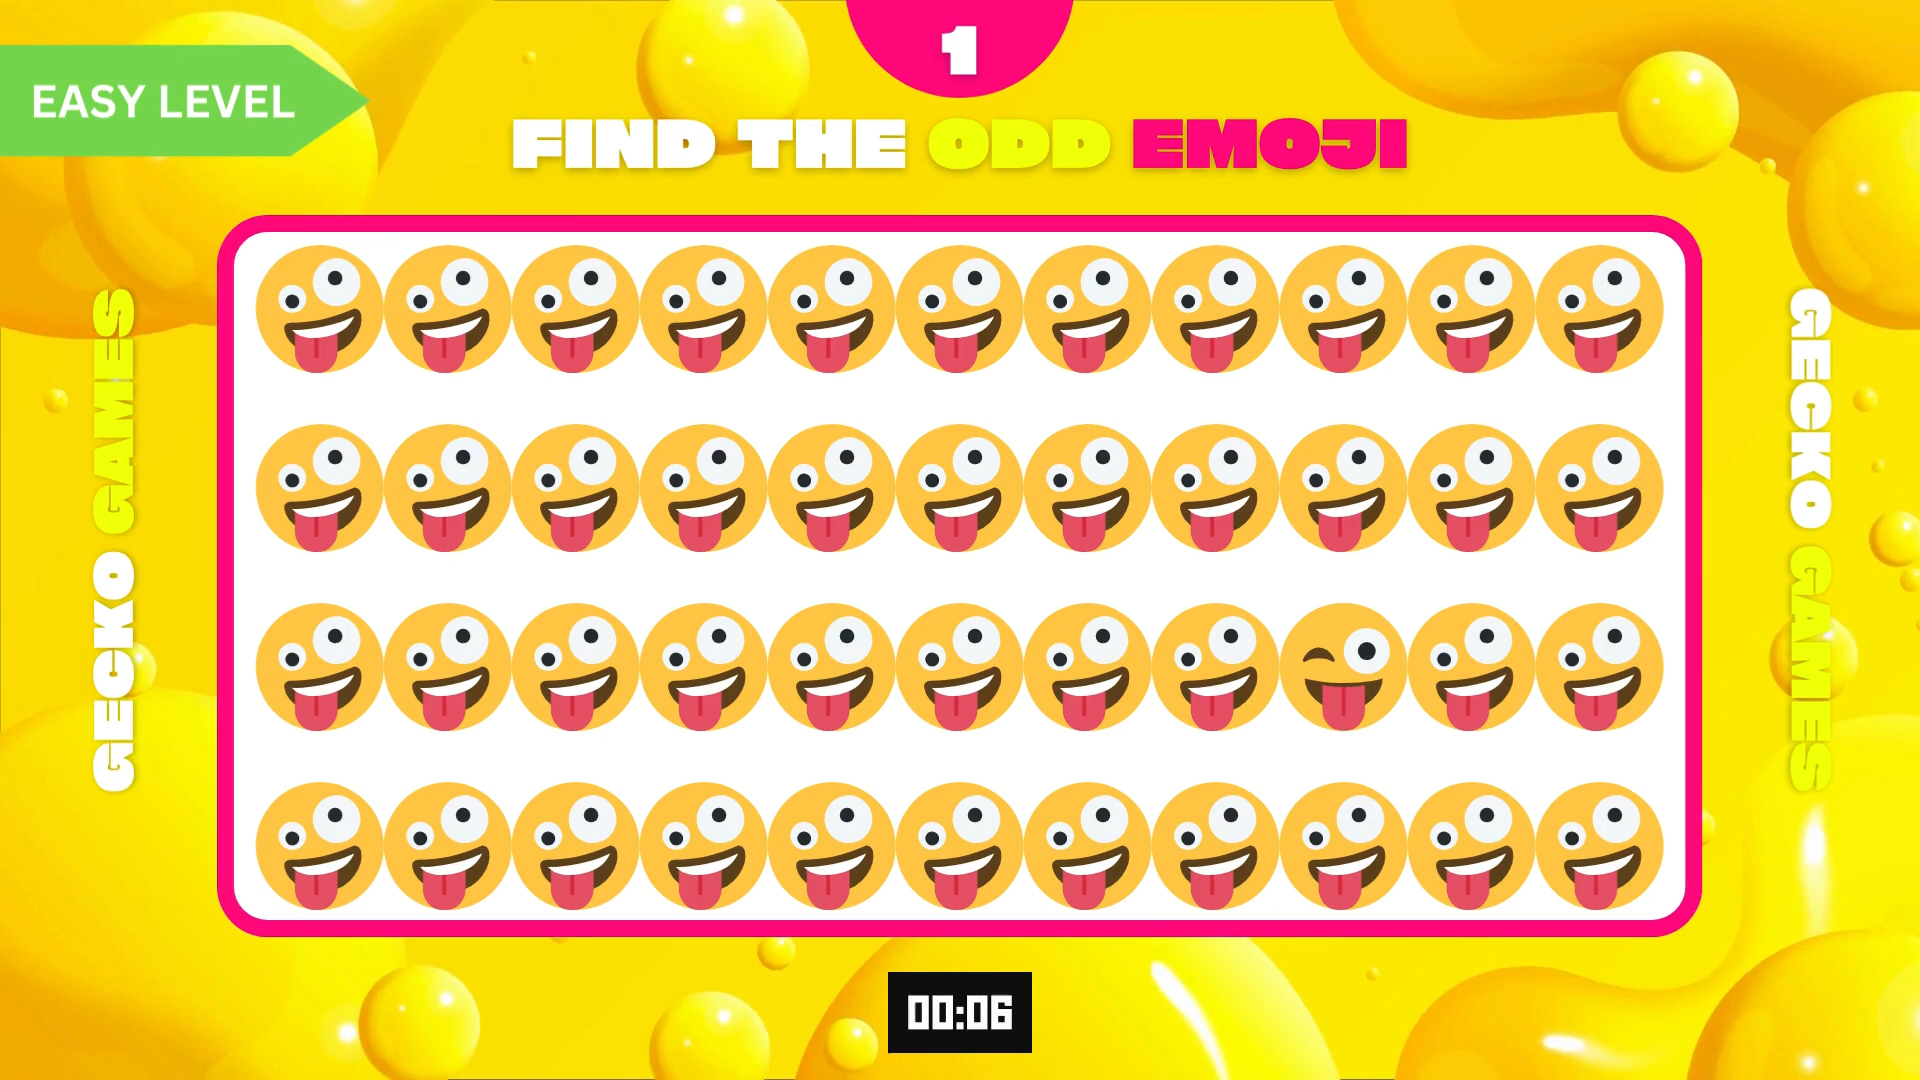 1
EASY LEVEL
FIND THE ODD EMOJI
GECKO GAMES
GECKO GAMES
00:06